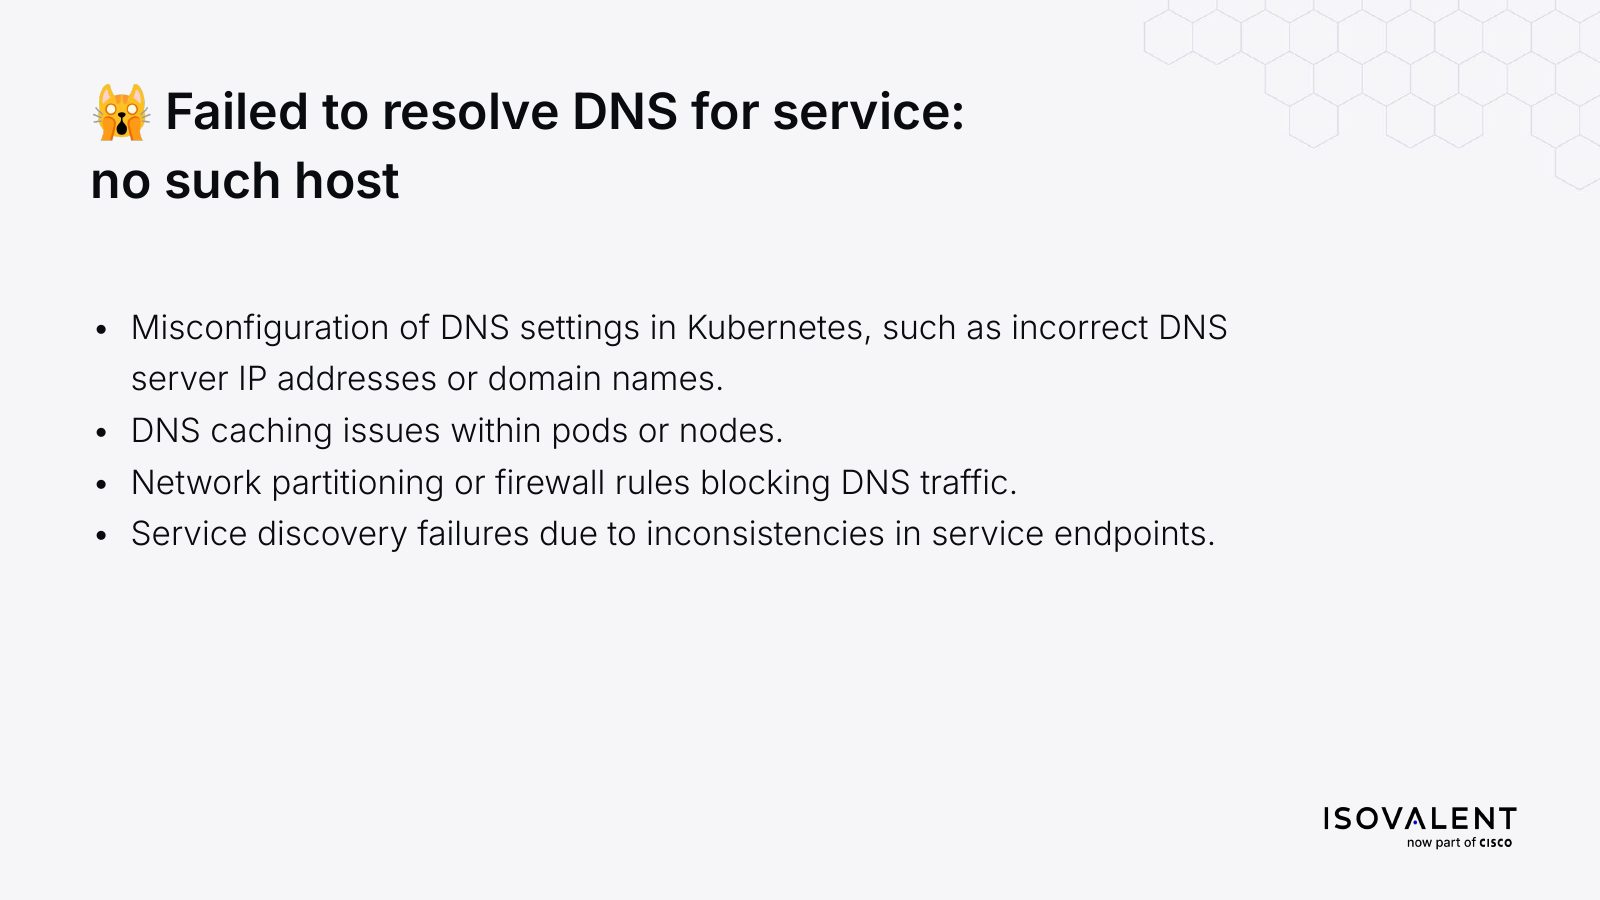 🙀 Failed to resolve DNS for service:
no such host
• Misconfiguration of DNS settings in Kubernetes, such as incorrect DNS
server IP addresses or domain names.
• DNS caching issues within pods or nodes.
• Network partitioning or firewall rules blocking DNS traffic.
• Service discovery failures due to inconsistencies in service endpoints.
ISOVALENT
now part of CISCO